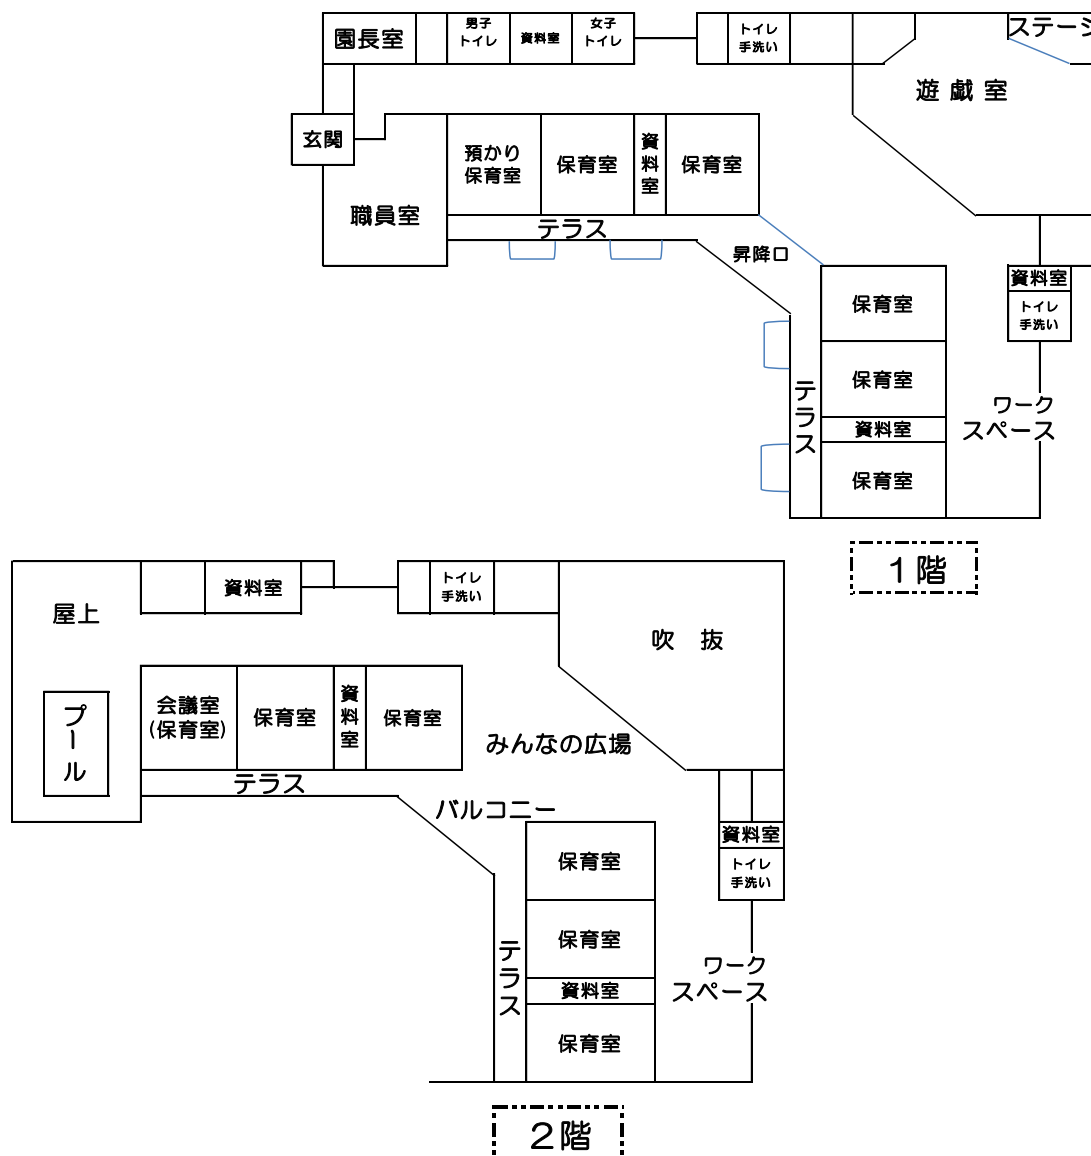 園長室
男子
トイレ
資料室
女子
トイレ
トイレ
手洗い
ステージ
遊 戯 室
玄関
職員室
預かり
保育室
保育室
資
料
室
保育室
テラス
昇降口
保育室
保育室
資料室
保育室
テ
ラ
ス
資料室
トイレ
手洗い
ワーク
スペース
1階
屋上
資料室
トイレ
手洗い
吹 抜
プ
ー
ル
会議室
(保育室)
保育室
資
料
室
保育室
みんなの広場
テラス
バルコニー
保育室
保育室
資料室
保育室
テ
ラ
ス
資料室
トイレ
手洗い
ワーク
スペース
2階